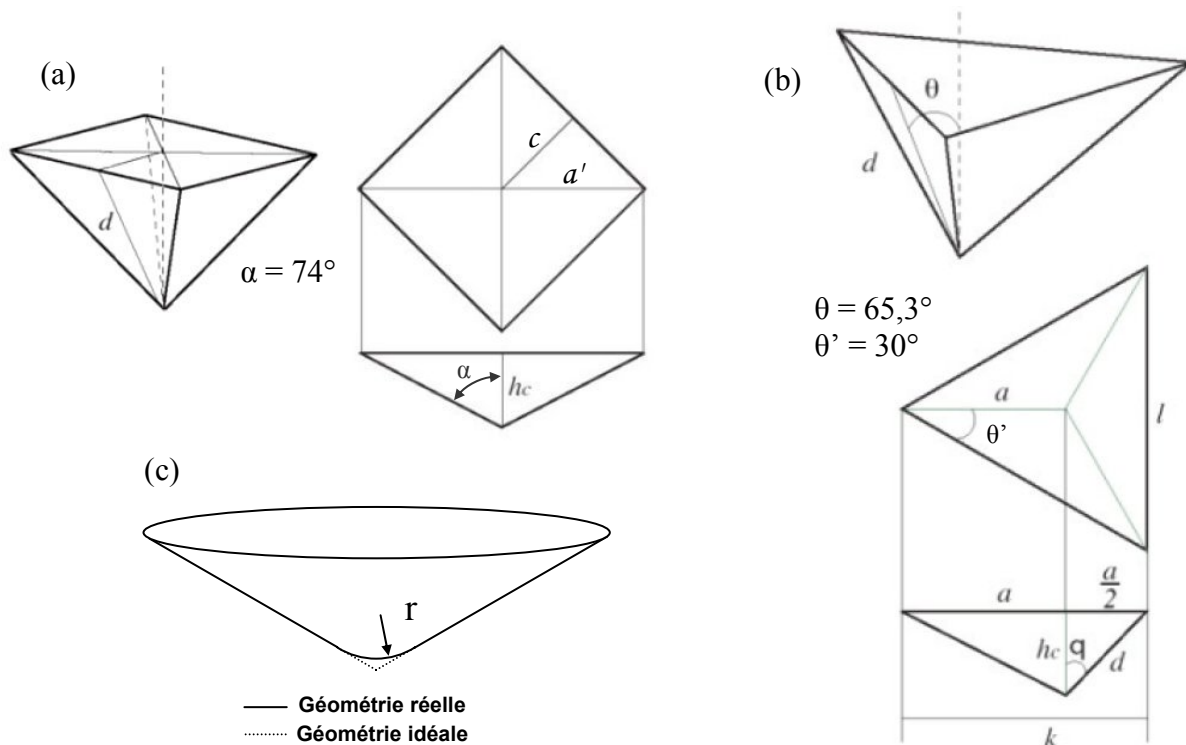 (a)
d
α = 74°
c
a'
α
hc
(b)
θ
d
θ = 65,3°
θ’ = 30°
a
θ’
l
a
a/2
hc
q
d
k
(c)
r
Géométrie réelle
Géométrie idéale